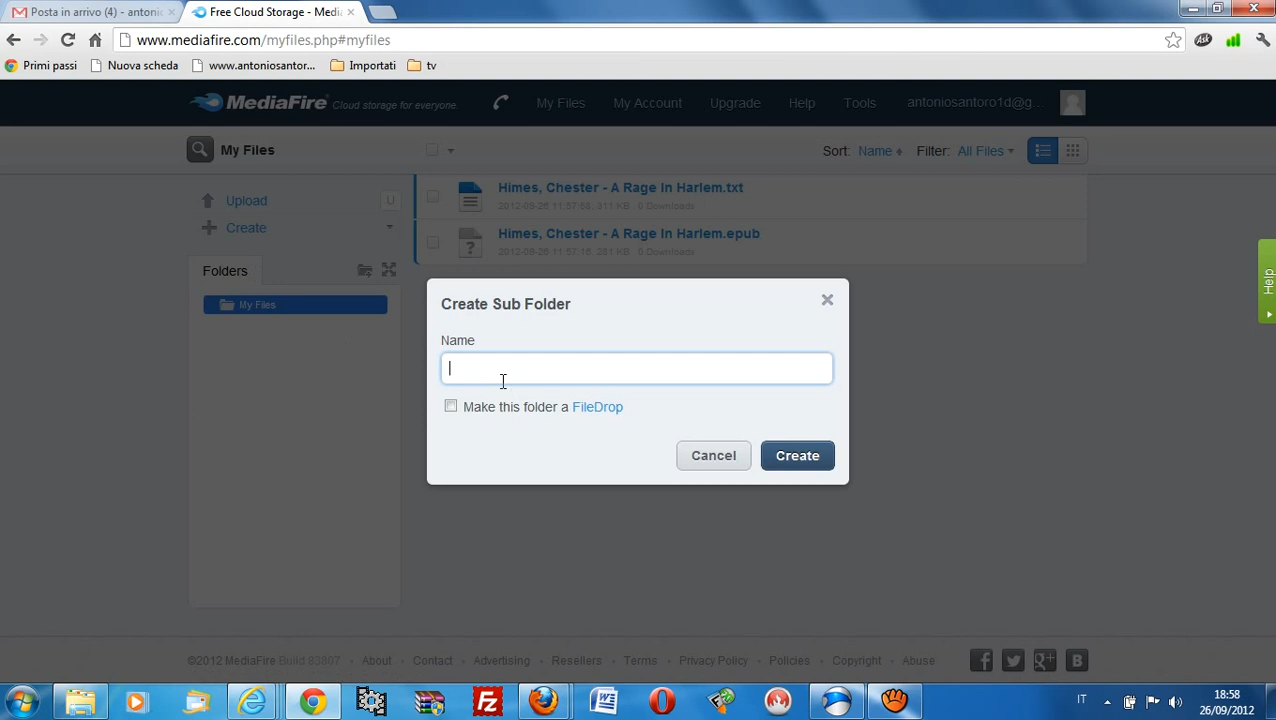 Posta in arrivo (4) - antonio
Free Cloud Storage - Media
www.mediafire.com/myfiles.php#myfiles
Ask
Primi passi
Nuova scheda
www.antoniosantor...
Importati
tv
MediaFire
Cloud storage for everyone.
My Files
My Account
Upgrade
Help
Tools
antoniosantoro1d@g...
My Files
Sort: Name
Filter: All Files
Upload
U
Create
Folders
My Files
Himes, Chester - A Rage In Harlem.txt
2012-09-26 11:57:58, 311 KB , 0 Downloads
Himes, Chester - A Rage In Harlem.epub
2012-09-26 11:57:16, 281 KB , 0 Downloads
Help
Create Sub Folder
Name
Make this folder a FileDrop
Cancel
Create
©2012 MediaFire Build 83807
• About • Contact • Advertising • Resellers • Terms • Privacy Policy • Policies • Copyright • Abuse
IT
18:58
26/09/2012